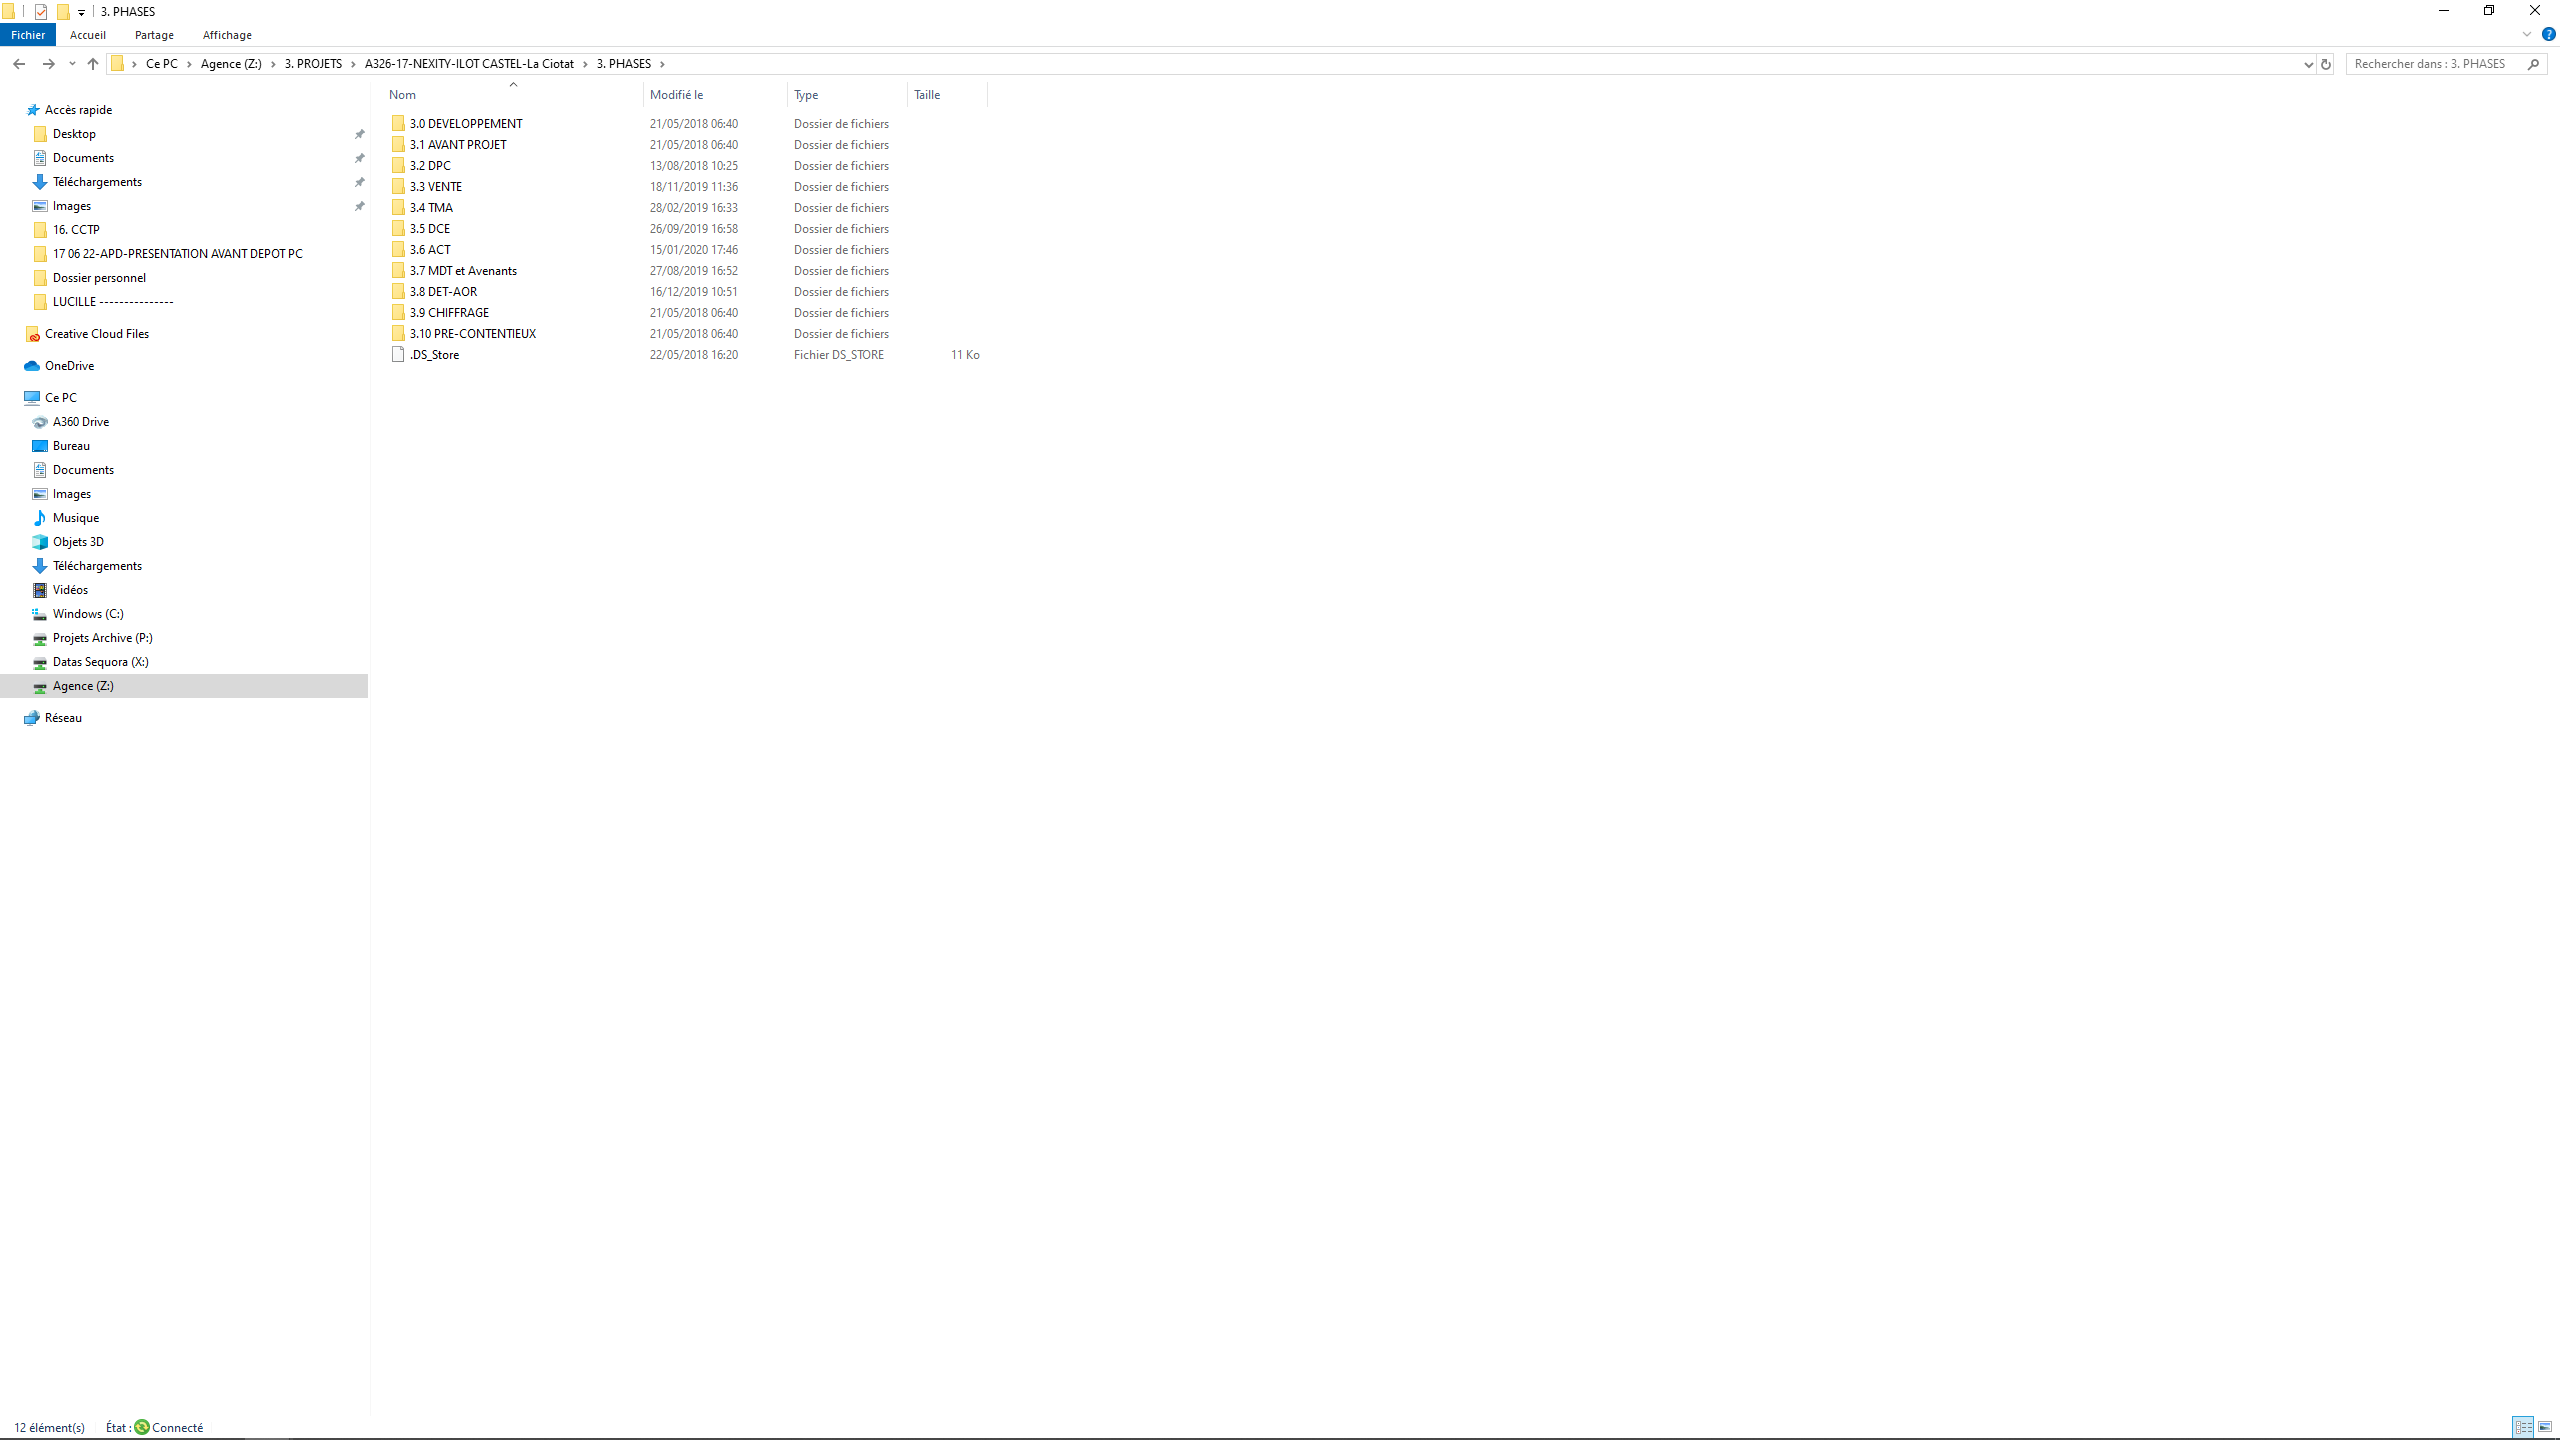 3. PHASES
Fichier Accueil Partage Affichage
Ce PC Agence (Z:) 3. PROJETS A326-17-NEXITY-ILOT CASTEL-La Ciotat 3. PHASES
Rechercher dans : 3. PHASES
Accès rapide
Desktop
Documents
Téléchargements
Images
16. CCTP
17 06 22-APD-PRESENTATION AVANT DEPOT PC
Dossier personnel
LUCILLE ---------------
Creative Cloud Files
OneDrive
Ce PC
A360 Drive
Bureau
Documents
Images
Musique
Objets 3D
Téléchargements
Vidéos
Windows (C:)
Projets Archive (P:)
Datas Sequora (X:)
Agence (Z:)
Réseau
Nom Modifié le Type Taille
3.0 DEVELOPPEMENT 21/05/2018 06:40 Dossier de fichiers
3.1 AVANT PROJET 21/05/2018 06:40 Dossier de fichiers
3.2 DPC 13/08/2018 10:25 Dossier de fichiers
3.3 VENTE 18/11/2019 11:36 Dossier de fichiers
3.4 TMA 28/02/2019 16:33 Dossier de fichiers
3.5 DCE 26/09/2019 16:58 Dossier de fichiers
3.6 ACT 15/01/2020 17:46 Dossier de fichiers
3.7 MDT et Avenants 27/08/2019 16:52 Dossier de fichiers
3.8 DET-AOR 16/12/2019 10:51 Dossier de fichiers
3.9 CHIFFRAGE 21/05/2018 06:40 Dossier de fichiers
3.10 PRE-CONTENTIEUX 21/05/2018 06:40 Dossier de fichiers
.DS_Store 22/05/2018 16:20 Fichier DS_STORE 11 Ko
12 élément(s) État : Connecté